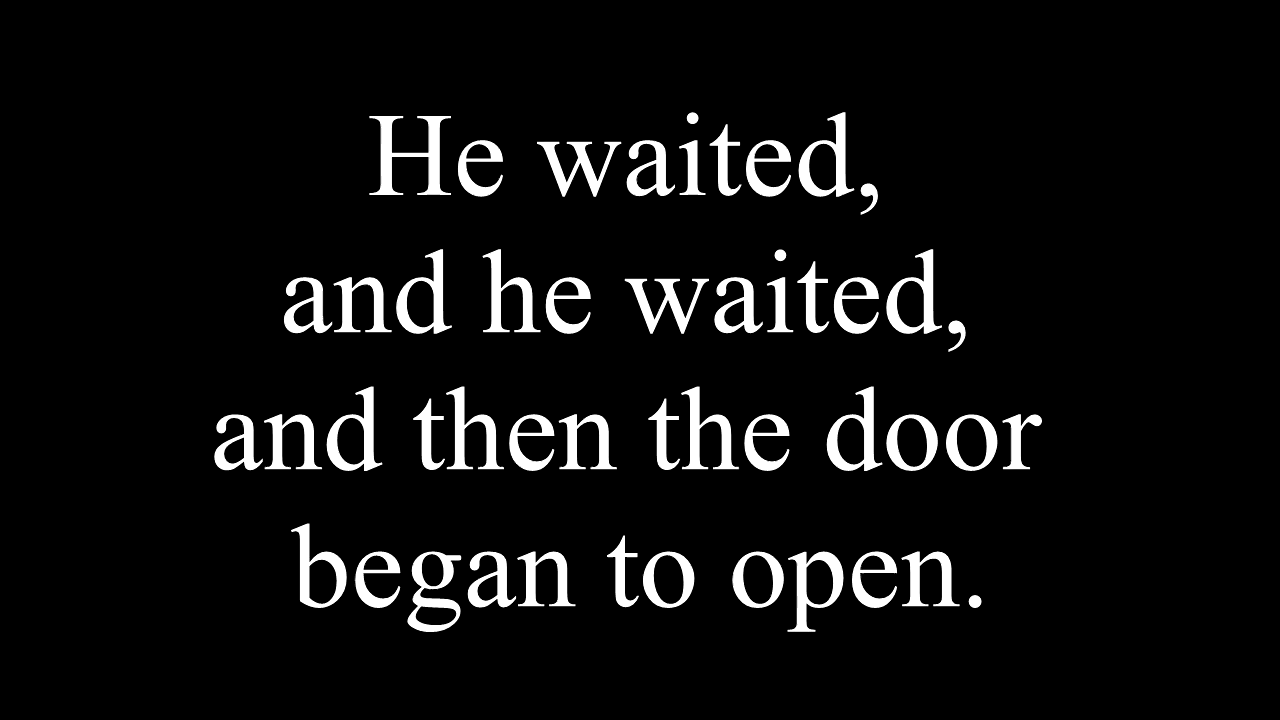 He waited,
and he waited,
and then the door
began to open.